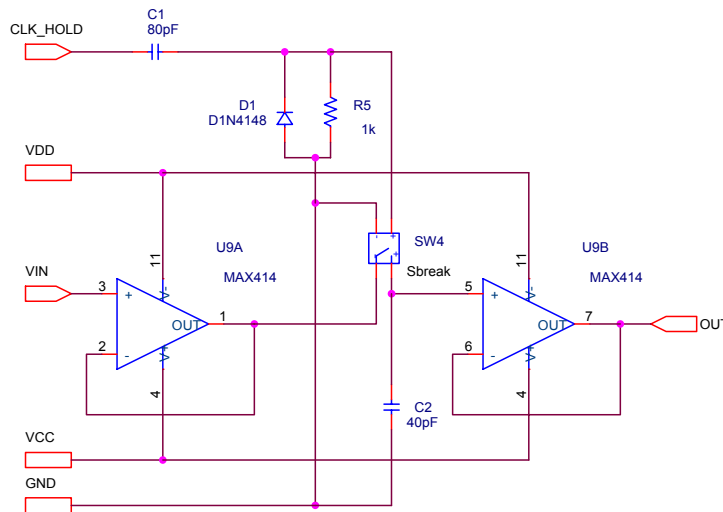 C1
80pF
CLK_HOLD
D1
D1N4148
R5
1k
VDD
U9A
MAX414
VIN
3
+
2
-
11
V-
OUT
1
V+
4
SW4
Sbreak
-
+
U9B
MAX414
5
+
6
-
11
V-
OUT
7
V+
4
OUT
C2
40pF
VCC
GND